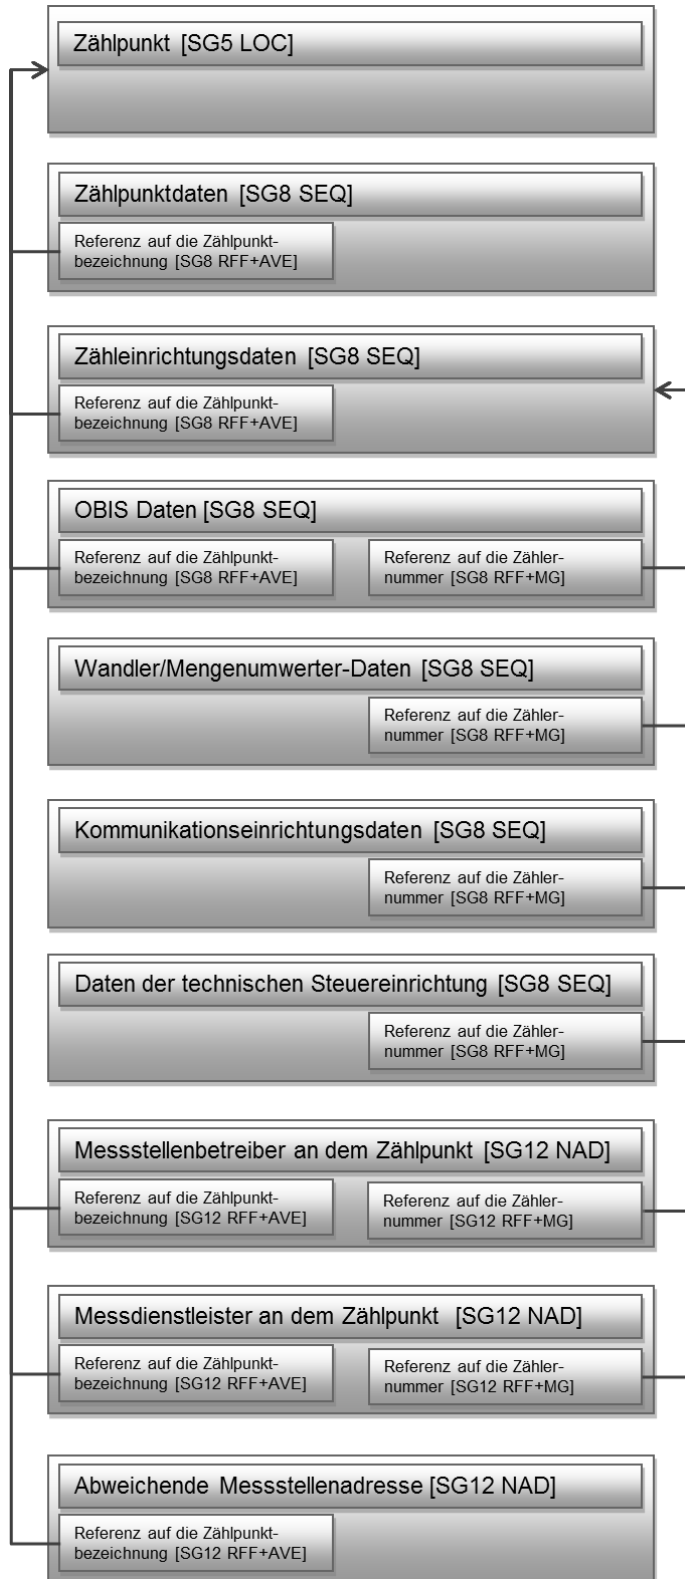 Zählpunkt [SG5 LOC]
Zählpunktdaten [SG8 SEQ]
Referenz auf die Zählpunkt-
bezeichnung [SG8 RFF+AVE]
Zähleinrichtungsdaten [SG8 SEQ]
Referenz auf die Zählpunkt-
bezeichnung [SG8 RFF+AVE]
OBIS Daten [SG8 SEQ]
Referenz auf die Zählpunkt-
bezeichnung [SG8 RFF+AVE]
Referenz auf die Zähler-
nummer [SG8 RFF+MG]
Wandler/Mengenumwerter-Daten [SG8 SEQ]
Referenz auf die Zähler-
nummer [SG8 RFF+MG]
Kommunikationseinrichtungsdaten [SG8 SEQ]
Referenz auf die Zähler-
nummer [SG8 RFF+MG]
Daten der technischen Steuereinrichtung [SG8 SEQ]
Referenz auf die Zähler-
nummer [SG8 RFF+MG]
Messstellenbetreiber an dem Zählpunkt [SG12 NAD]
Referenz auf die Zählpunkt-
bezeichnung [SG12 RFF+AVE]
Referenz auf die Zähler-
nummer [SG12 RFF+MG]
Messdienstleister an dem Zählpunkt [SG12 NAD]
Referenz auf die Zählpunkt-
bezeichnung [SG12 RFF+AVE]
Referenz auf die Zähler-
nummer [SG12 RFF+MG]
Abweichende Messstellenadresse [SG12 NAD]
Referenz auf die Zählpunkt-
bezeichnung [SG12 RFF+AVE]